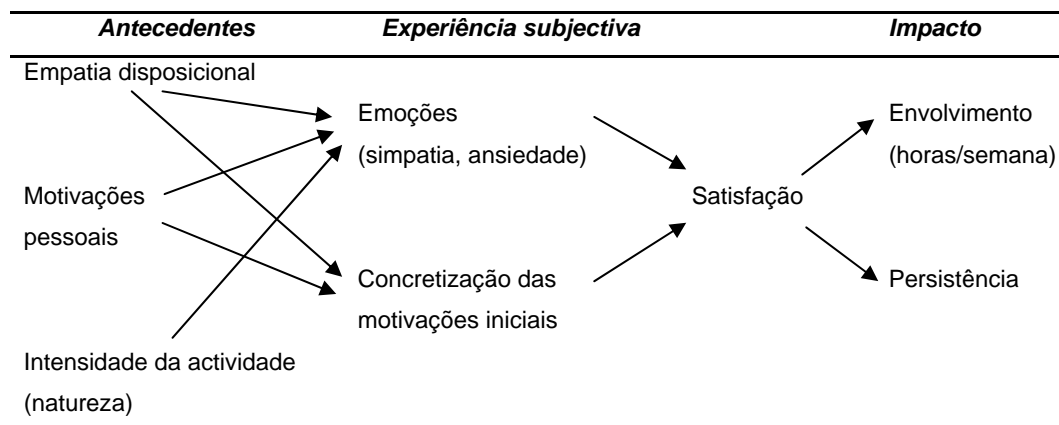 Antecedentes Experiência subjectiva Impacto
Empatia disposicional
Emoções
(simpatia, ansiedade)
Envolvimento
(horas/semana)
Motivações
pessoais
Satisfação
Concretização das
motivações iniciais
Persistência
Intensidade da actividade
(natureza)